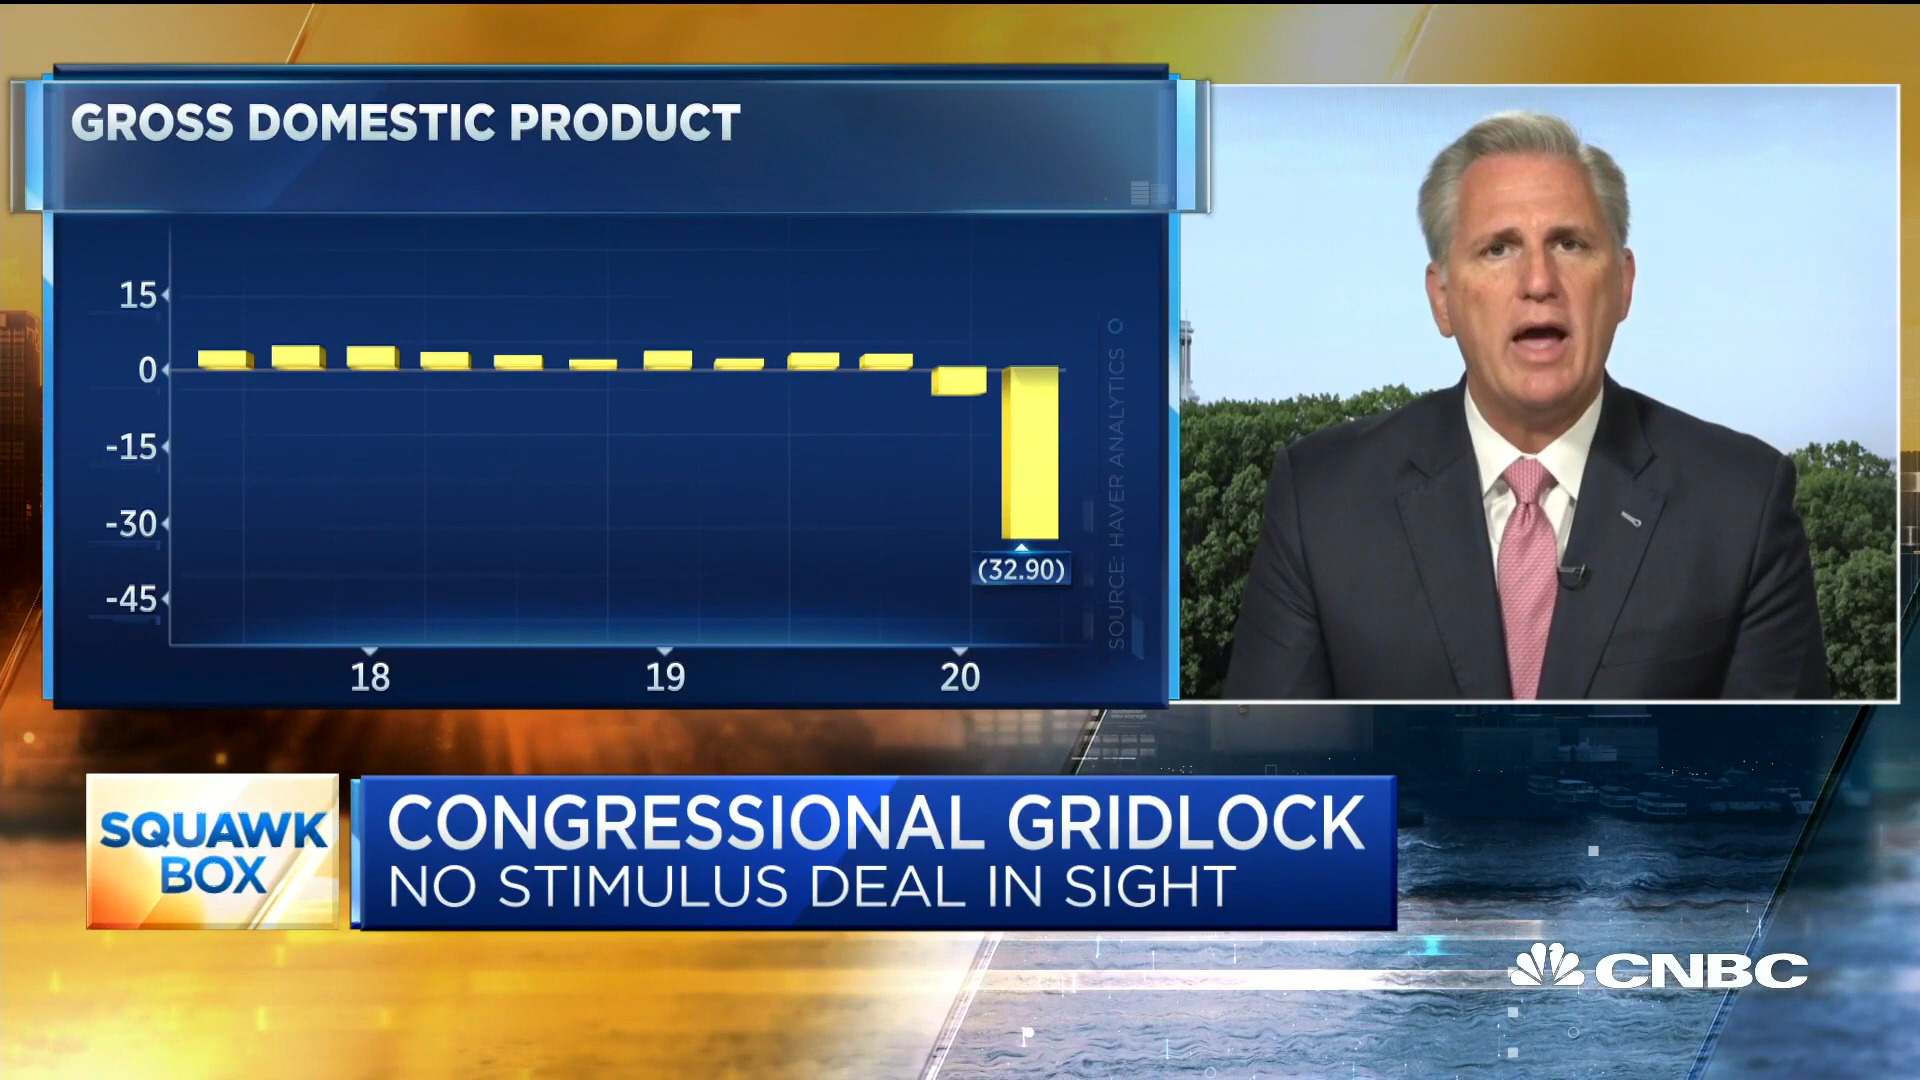 GROSS DOMESTIC PRODUCT
15
0
-15
-30
-45
(32.90)
18
19
20
SOURCE: HAVER ANALYTICS
SQUAWK
BOX
CONGRESSIONAL GRIDLOCK
NO STIMULUS DEAL IN SIGHT
CNBC